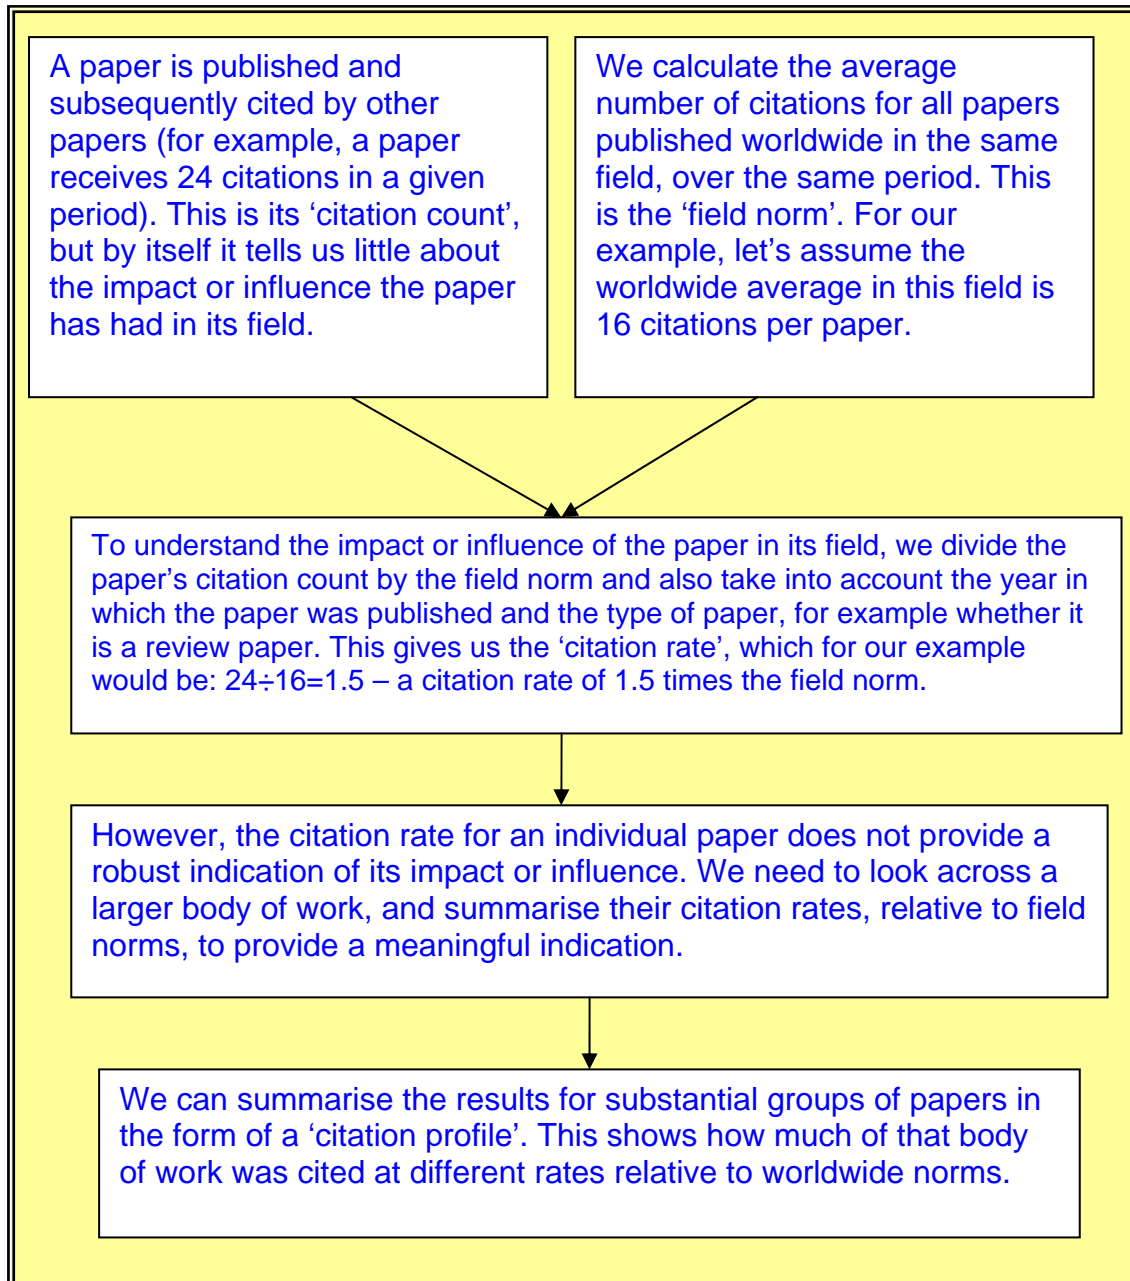 A paper is published and
subsequently cited by other
papers (for example, a paper
receives 24 citations in a given
period). This is its ‘citation count’,
but by itself it tells us little about
the impact or influence the paper
has had in its field.
We calculate the average
number of citations for all papers
published worldwide in the same
field, over the same period. This
is the ‘field norm’. For our
example, let’s assume the
worldwide average in this field is
16 citations per paper.
To understand the impact or influence of the paper in its field, we divide the
paper’s citation count by the field norm and also take into account the year in
which the paper was published and the type of paper, for example whether it
is a review paper. This gives us the ‘citation rate’, which for our example
would be: 24÷16=1.5 – a citation rate of 1.5 times the field norm.
However, the citation rate for an individual paper does not provide a
robust indication of its impact or influence. We need to look across a
larger body of work, and summarise their citation rates, relative to field
norms, to provide a meaningful indication.
We can summarise the results for substantial groups of papers in
the form of a ‘citation profile’. This shows how much of that body
of work was cited at different rates relative to worldwide norms.